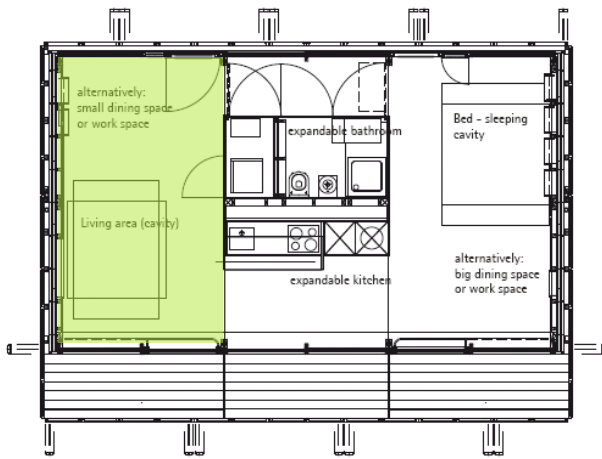 alternatively:
small dining space
or work space
expandable bathroom
Bed - sleeping
cavity
Living area (cavity)
expandable kitchen
alternatively:
big dining space
or work space